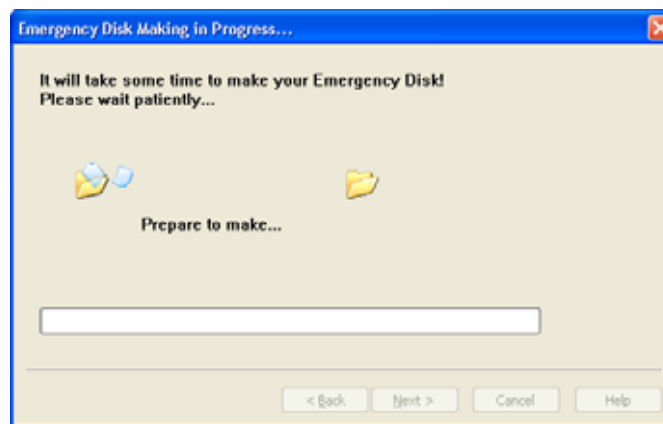 Emergency Disk Making in Progress...
It will take some time to make your Emergency Disk!
Please wait patiently...
Prepare to make...
< Back Next > Cancel Help